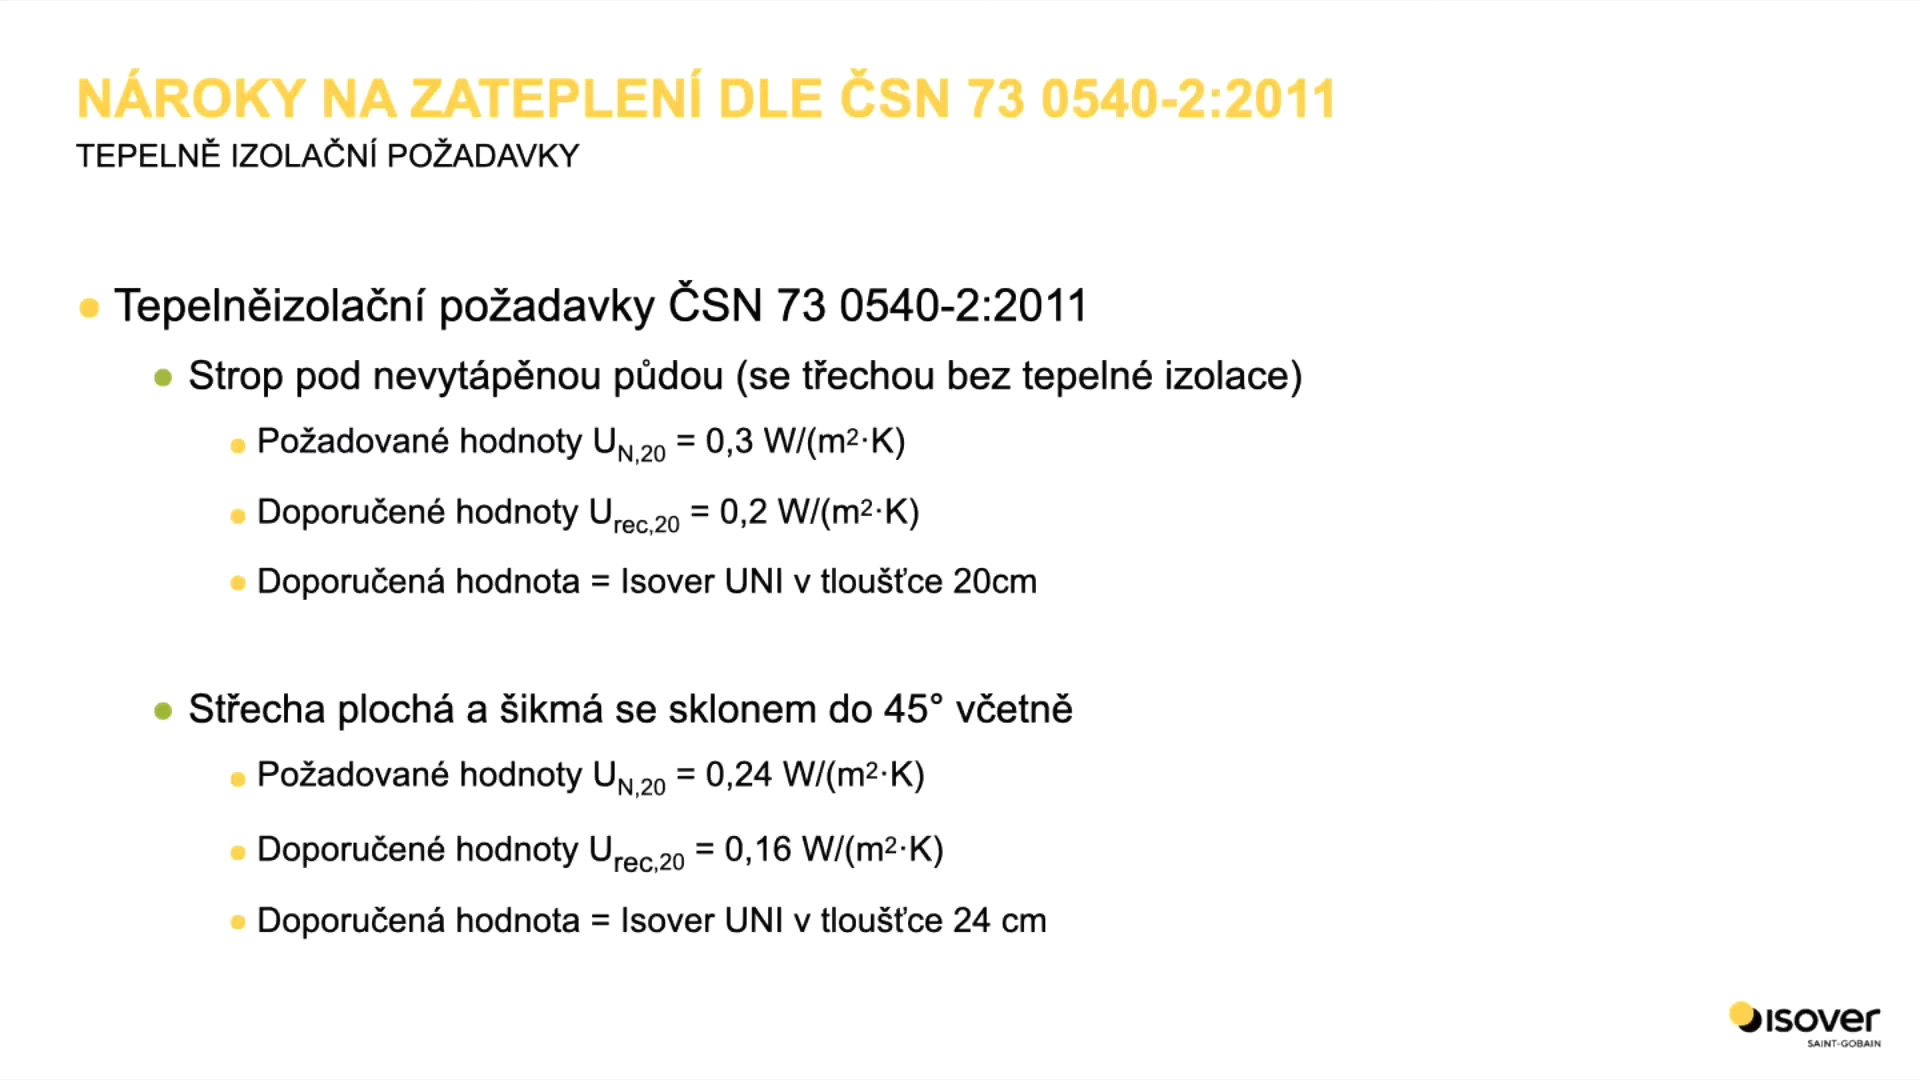 NÁROKY NA ZATEPLENÍ DLE ČSN 73 0540-2:2011
TEPELNĚ IZOLAČNÍ POŽADAVKY
Tepelněizolační požadavky ČSN 73 0540-2:2011
Strop pod nevytápěnou půdou (se třechou bez tepelné izolace)
Požadované hodnoty U_N,20 = 0,3 W/(m²·K)
Doporučené hodnoty U_rec,20 = 0,2 W/(m²·K)
Doporučená hodnota = Isover UNI v tloušťce 20cm
Střecha plochá a šikmá se sklonem do 45° včetně
Požadované hodnoty U_N,20 = 0,24 W/(m²·K)
Doporučené hodnoty U_rec,20 = 0,16 W/(m²·K)
Doporučená hodnota = Isover UNI v tloušťce 24 cm
isover
SAINT-GOBAIN